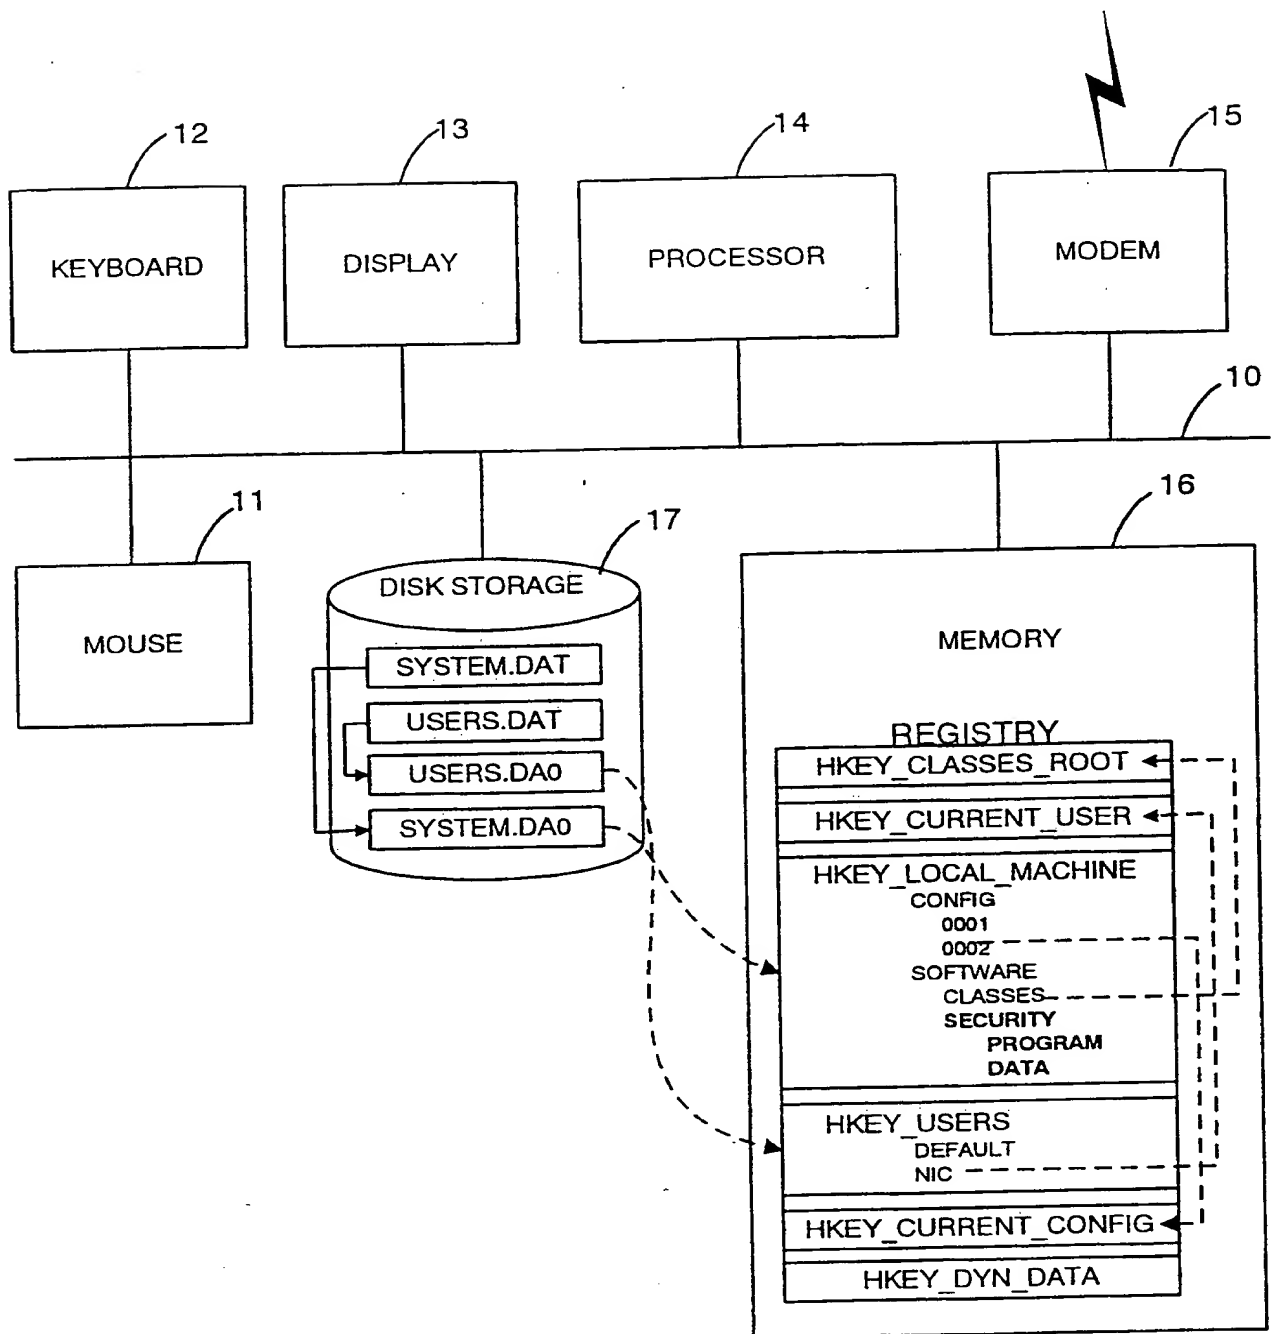 12
13
14
15
KEYBOARD
DISPLAY
PROCESSOR
MODEM
10
11
17
16
MOUSE
DISK STORAGE
SYSTEM.DAT
USERS.DAT
USERS.DA0
SYSTEM.DA0
MEMORY
REGISTRY
HKEY_CLASSES_ROOT
HKEY_CURRENT_USER
HKEY_LOCAL_MACHINE
CONFIG
0001
0002
SOFTWARE
CLASSES
SECURITY
PROGRAM
DATA
HKEY_USERS
DEFAULT
NIC
HKEY_CURRENT_CONFIG
HKEY_DYN_DATA